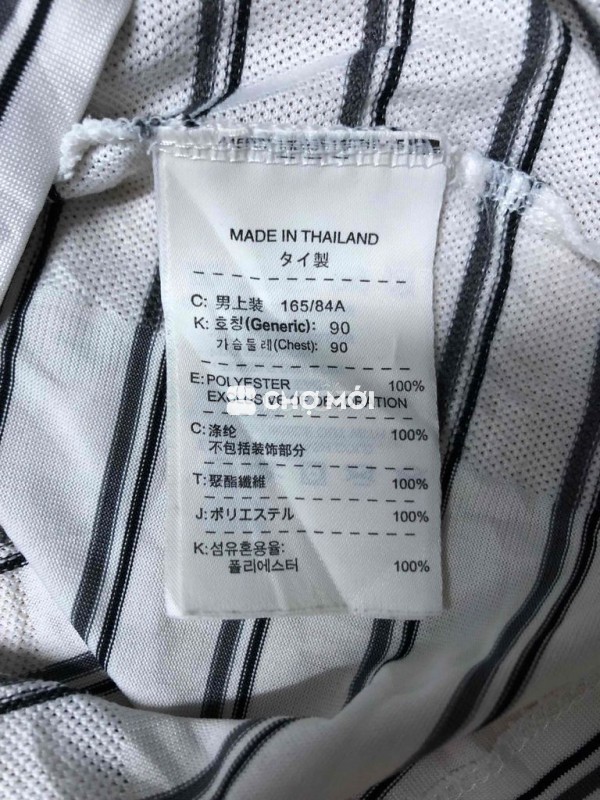 MADE IN THAILAND
タイ製
C: 男上装 165/84A
K: 호칭(Generic): 90
가슴둘레(Chest): 90
E: POLYESTER 100%
CHỢ MỚI
C: 涤纶 100%
不包括装饰部分
T: 聚酯纖維 100%
J: ポリエステル 100%
K: 섬유혼용율:
폴리에스터 100%